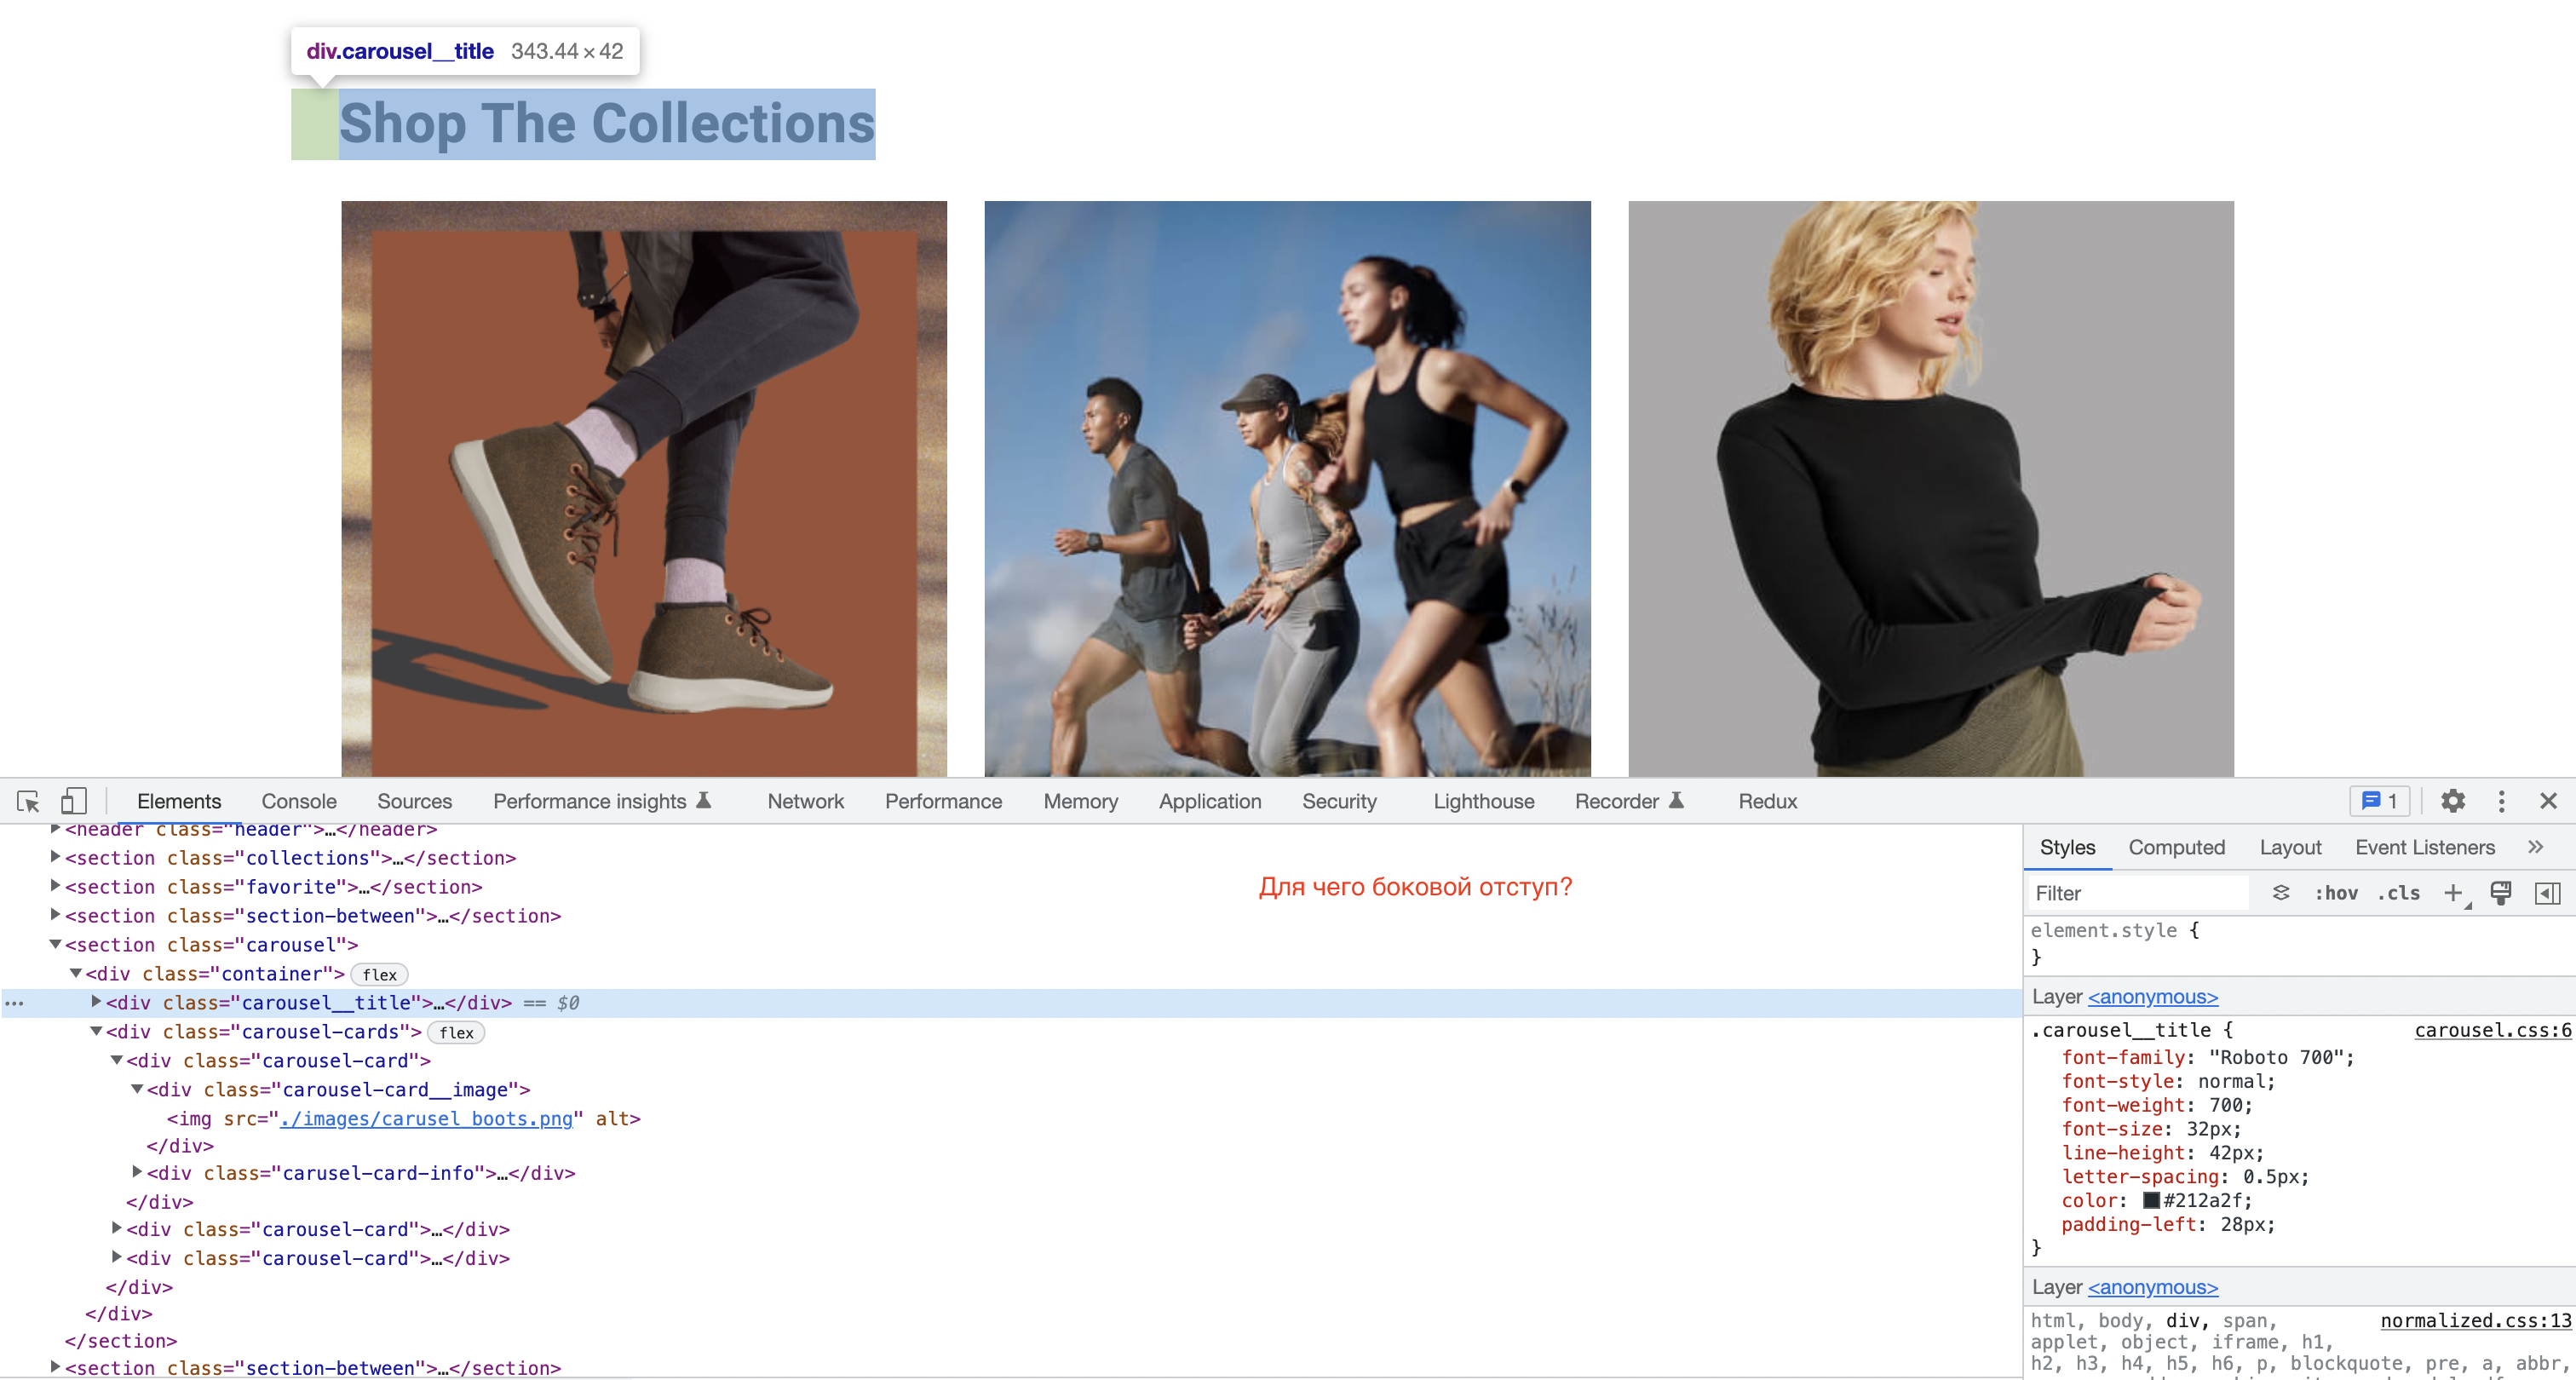 div.carousel__title 343.44 × 42
Shop The Collections
Elements Console Sources Performance insights Network Performance Memory Application Security Lighthouse Recorder Redux 1
<header class="header">…</header>
<section class="collections">…</section>
<section class="favorite">…</section>
<section class="section-between">…</section>
<section class="carousel">
<div class="container"> flex
<div class="carousel__title">…</div> == $0
<div class="carousel-cards"> flex
<div class="carousel-card">
<div class="carousel-card__image">
<img src="./images/carusel_boots.png" alt>
</div>
<div class="carusel-card-info">…</div>
</div>
<div class="carousel-card">…</div>
<div class="carousel-card">…</div>
</div>
</div>
</section>
<section class="section-between">…</section>
Для чего боковой отступ?
Styles Computed Layout Event Listeners »
Filter :hov .cls +
element.style {
}
Layer <anonymous>
.carousel__title { carousel.css:6
font-family: "Roboto 700";
font-style: normal;
font-weight: 700;
font-size: 32px;
line-height: 42px;
letter-spacing: 0.5px;
color: #212a2f;
padding-left: 28px;
}
Layer <anonymous>
html, body, div, span, normalized.css:13
applet, object, iframe, h1,
h2, h3, h4, h5, h6, p, blockquote, pre, a, abbr,